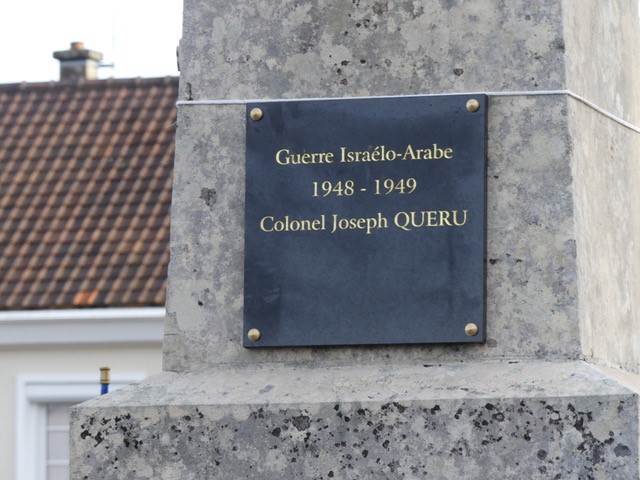 Guerre Israélo-Arabe
1948 - 1949
Colonel Joseph QUERU